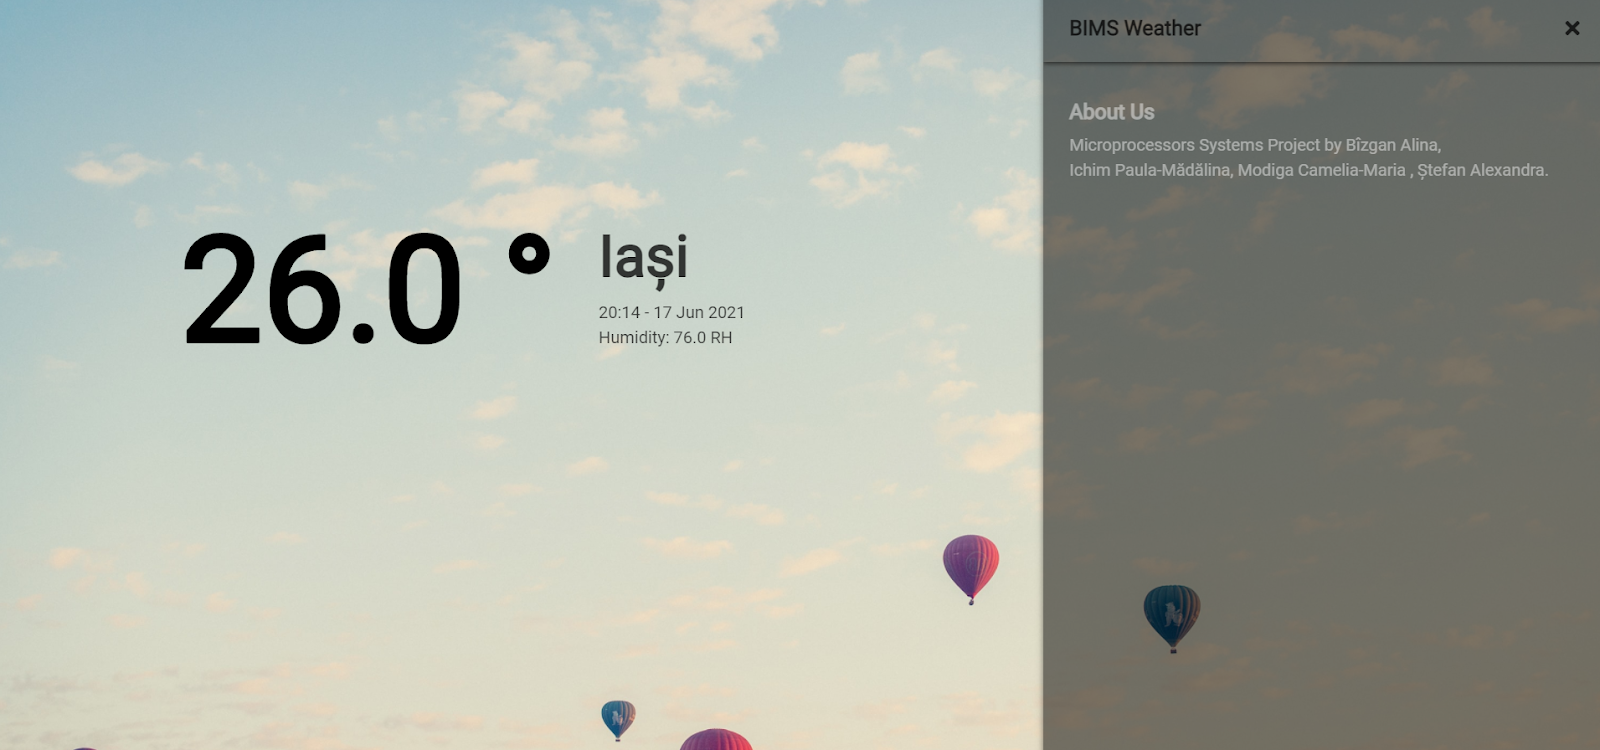 26.0 °
Iași
20:14 - 17 Jun 2021
Humidity: 76.0 RH
BIMS Weather
About Us
Microprocessors Systems Project by Bîzgan Alina,
Ichim Paula-Mădălina, Modiga Camelia-Maria , Ștefan Alexandra.